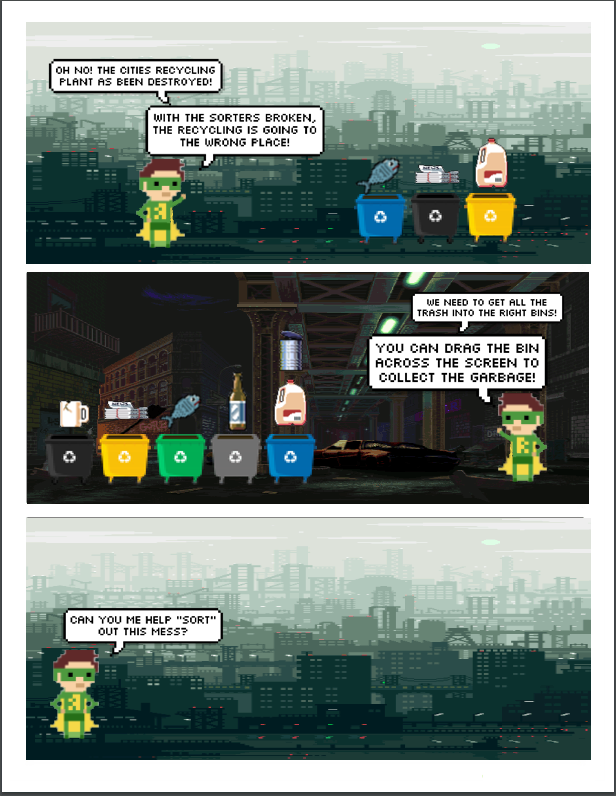 OH NO! THE CITIES RECYCLING
PLANT AS BEEN DESTROYED!
WITH THE SORTERS BROKEN,
THE RECYCLING IS GOING TO
THE WRONG PLACE!
NEWS
WE NEED TO GET ALL THE
TRASH INTO THE RIGHT BINS!
YOU CAN DRAG THE BIN
ACROSS THE SCREEN TO
COLLECT THE GARBAGE!
CAN YOU ME HELP "SORT"
OUT THIS MESS?